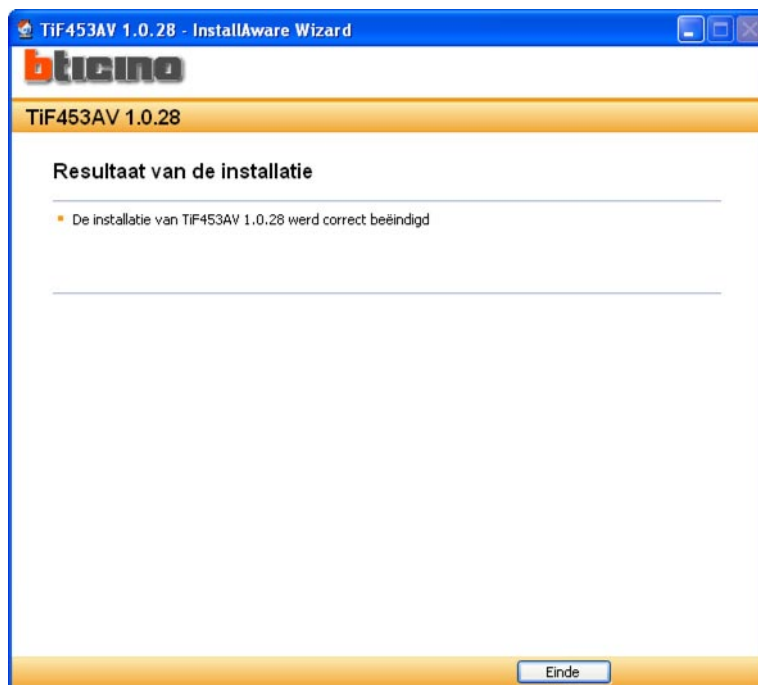 TiF453AV 1.0.28 - InstallAware Wizard
bticino
TiF453AV 1.0.28
Resultaat van de installatie
De installatie van TiF453AV 1.0.28 werd correct beëindigd
Einde